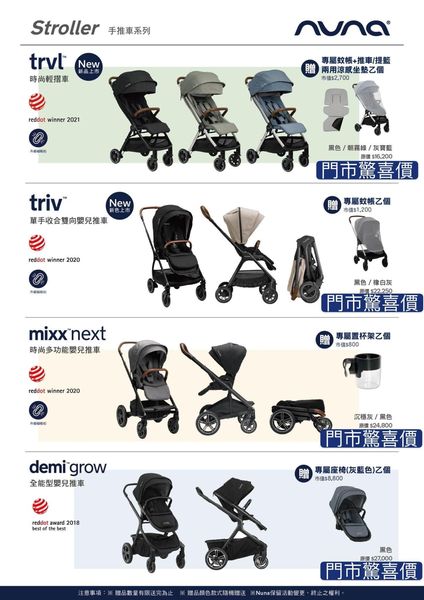 Stroller 手推車系列
nuna
trvl™
New
新品上市
時尚輕摺車
reddot winner 2021
贈
專屬蚊帳+推車/提籃
兩用涼感坐墊乙個
市值$2,700
黑色 / 朝霧綠 / 灰寶藍
原價 $16,200
門市驚喜價
triv™
New
新色上市
單手收合雙向嬰兒推車
reddot winner 2020
贈
專屬蚊帳乙個
市值$1,200
黑色 / 橡白灰
原價 $22,250
門市驚喜價
mixx™next
時尚多功能嬰兒推車
reddot winner 2020
贈
專屬置杯架乙個
市值$800
沉穩灰 / 黑色
原價 $24,800
門市驚喜價
demi™grow
全能型嬰兒推車
reddot award 2018
best of the best
贈
專屬座椅(灰藍色)乙個
市值$8,800
黑色
原價 $27,000
門市驚喜價
注意事項：※ 贈品數量有限送完為止 ※ 贈品顏色款式隨機贈送 ※Nuna保留活動變更、終止之權利。